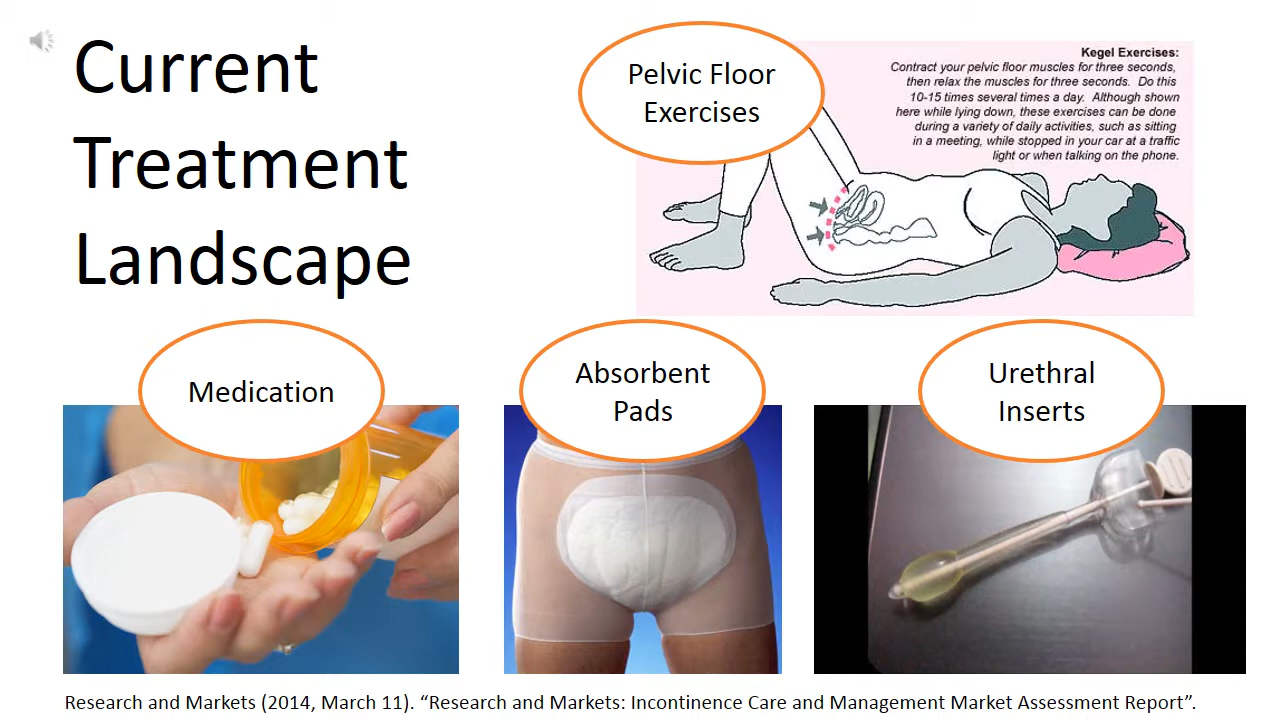 Current
Treatment
Landscape
Pelvic Floor
Exercises
Kegel Exercises:
Contract your pelvic floor muscles for three seconds,
then relax the muscles for three seconds. Do this
10-15 times several times a day. Although shown
here while lying down, these exercises can be done
during a variety of daily activities, such as sitting
in a meeting, while stopped in your car at a traffic
light or when talking on the phone.
Medication
Absorbent
Pads
Urethral
Inserts
Research and Markets (2014, March 11). “Research and Markets: Incontinence Care and Management Market Assessment Report”.